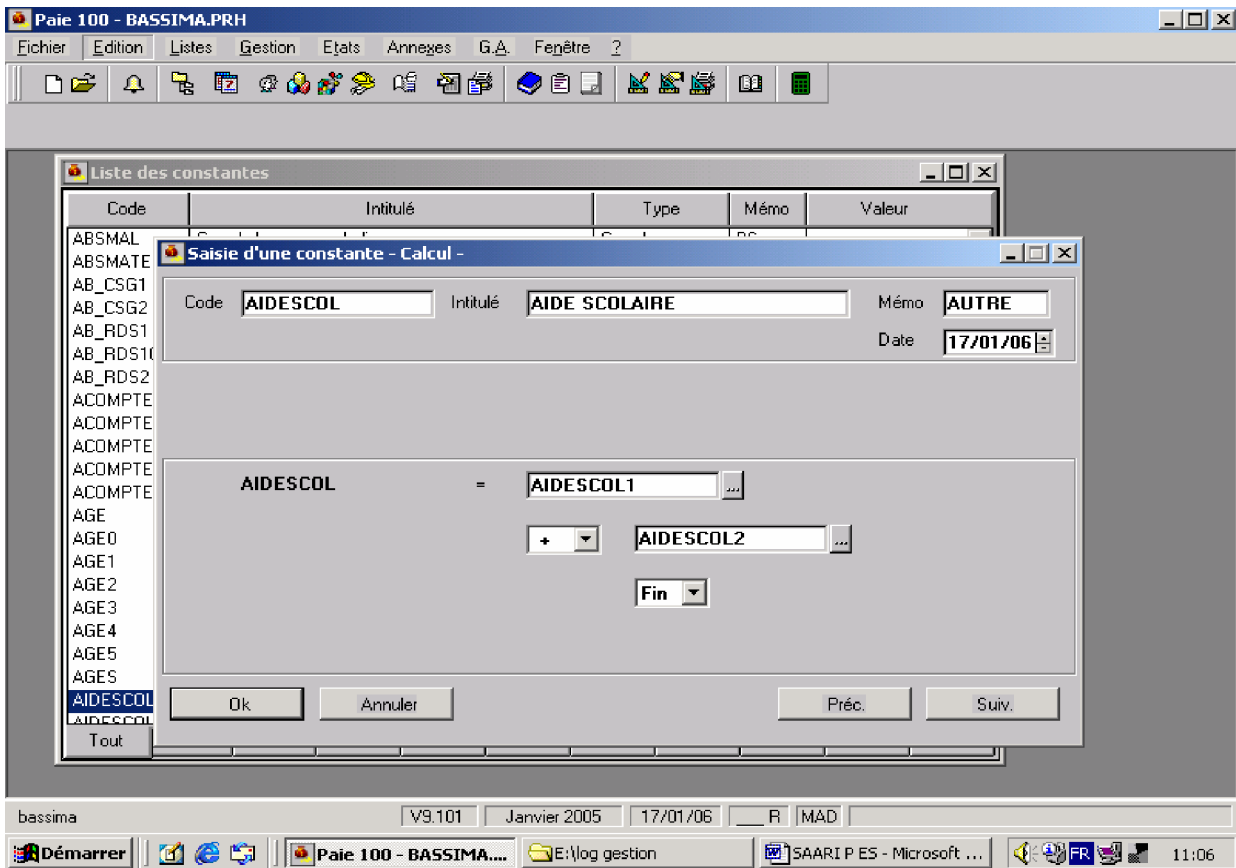 Paie 100 - BASSIMA.PRH
Fichier Edition Listes Gestion Etats Annexes G.A. Fenêtre ?
Liste des constantes
Code Intitulé Type Mémo Valeur
ABSMAL
ABSMATE
AB_CSG1
AB_CSG2
AB_RDS1
AB_RDS10
AB_RDS2
ACOMPTE
ACOMPTE
ACOMPTE
ACOMPTE
ACOMPTE
AGE
AGE0
AGE1
AGE2
AGE3
AGE4
AGE5
AGES
AIDESCOL
AIDESCOL
Tout
Saisie d'une constante - Calcul -
Code AIDESCOL Intitulé AIDE SCOLAIRE Mémo AUTRE
Date 17/01/06
AIDESCOL = AIDESCOL1 ...
+ AIDESCOL2 ...
Fin
Ok Annuler Préc. Suiv.
bassima V9.101 Janvier 2005 17/01/06 ___ R MAD
Démarrer Paie 100 - BASSIMA.... E:\log gestion SAARI P ES - Microsoft ... FR 11:06